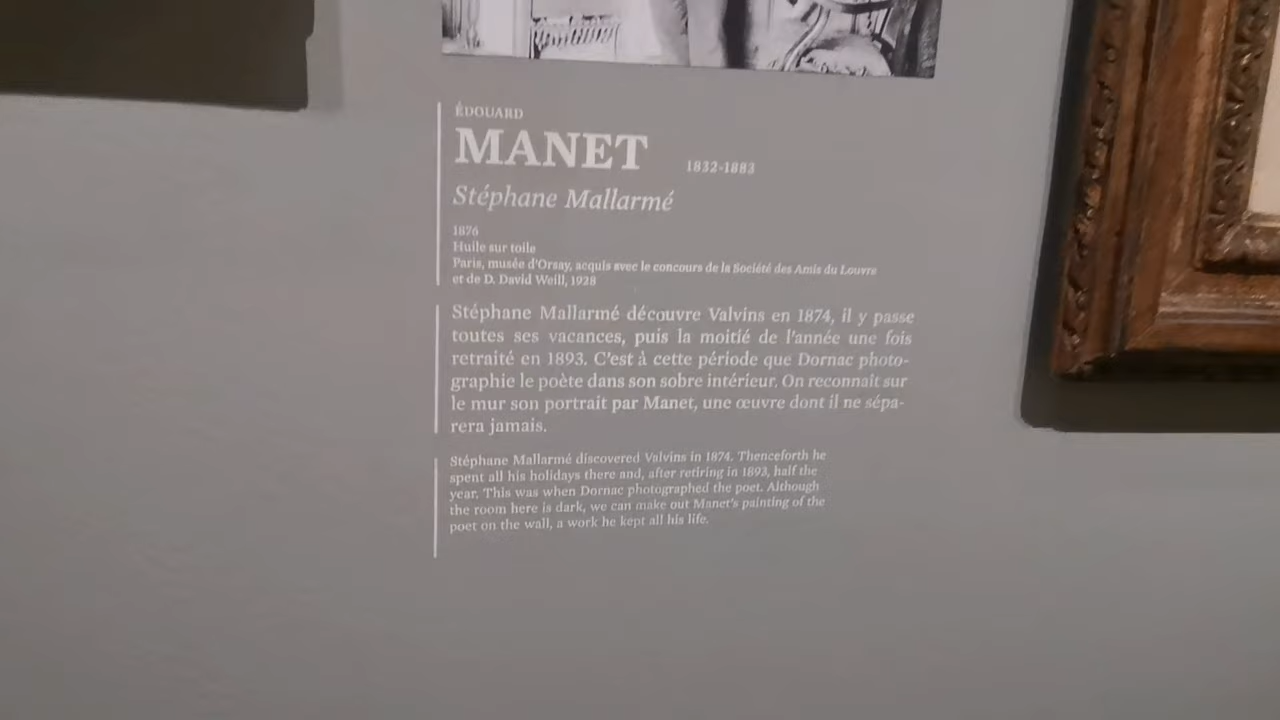 ÉDOUARD
MANET 1832-1883
Stéphane Mallarmé
1876
Huile sur toile
Paris, musée d'Orsay, acquis avec le concours de la Société des Amis du Louvre
et de D. David Weill, 1928
Stéphane Mallarmé découvre Valvins en 1874, il y passe
toutes ses vacances, puis la moitié de l'année une fois
retraité en 1893. C'est à cette période que Dornac photo-
graphie le poète dans son sobre intérieur. On reconnaît sur
le mur son portrait par Manet, une œuvre dont il ne sépa-
rera jamais.
Stéphane Mallarmé discovered Valvins in 1874. Thenceforth he
spent all his holidays there and, after retiring in 1893, half the
year. This was when Dornac photographed the poet. Although
the room here is dark, we can make out Manet's painting of the
poet on the wall, a work he kept all his life.